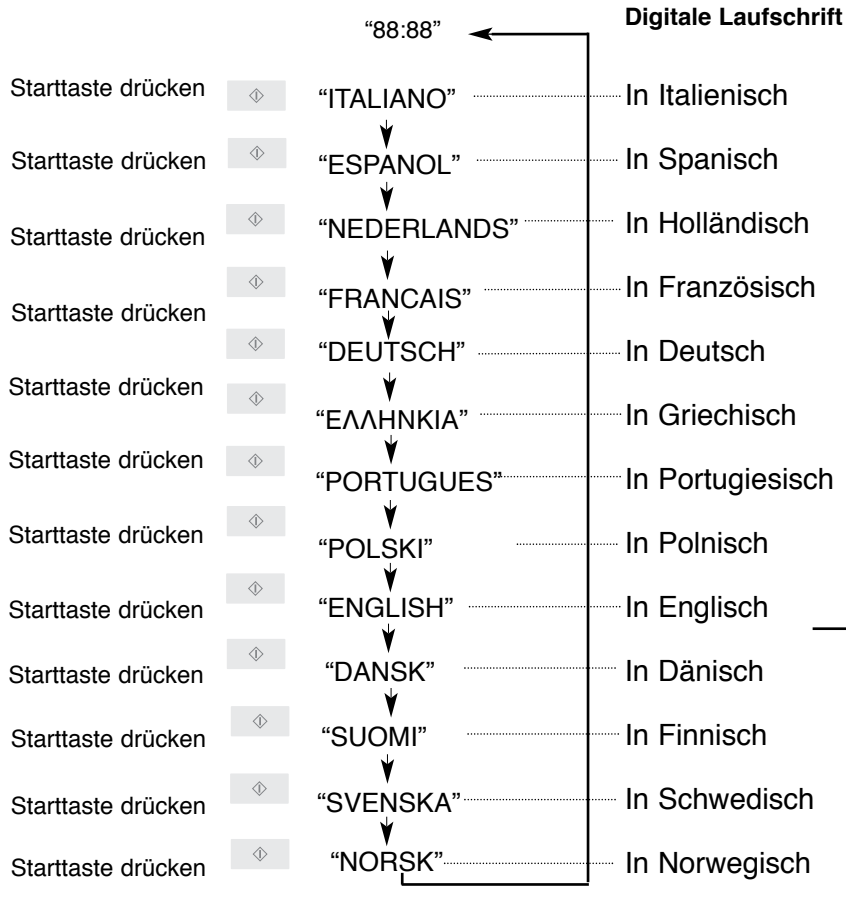 “88:88” Digitale Laufschrift
Starttaste drücken “ITALIANO” In Italienisch
Starttaste drücken “ESPANOL” In Spanisch
Starttaste drücken “NEDERLANDS” In Holländisch
Starttaste drücken “FRANCAIS” In Französisch
“DEUTSCH” In Deutsch
Starttaste drücken “ΕΛΛΗΝΚΙΑ” In Griechisch
Starttaste drücken “PORTUGUES” In Portugiesisch
Starttaste drücken “POLSKI” In Polnisch
Starttaste drücken “ENGLISH” In Englisch
Starttaste drücken “DANSK” In Dänisch
Starttaste drücken “SUOMI” In Finnisch
Starttaste drücken “SVENSKA” In Schwedisch
Starttaste drücken “NORSK” In Norwegisch